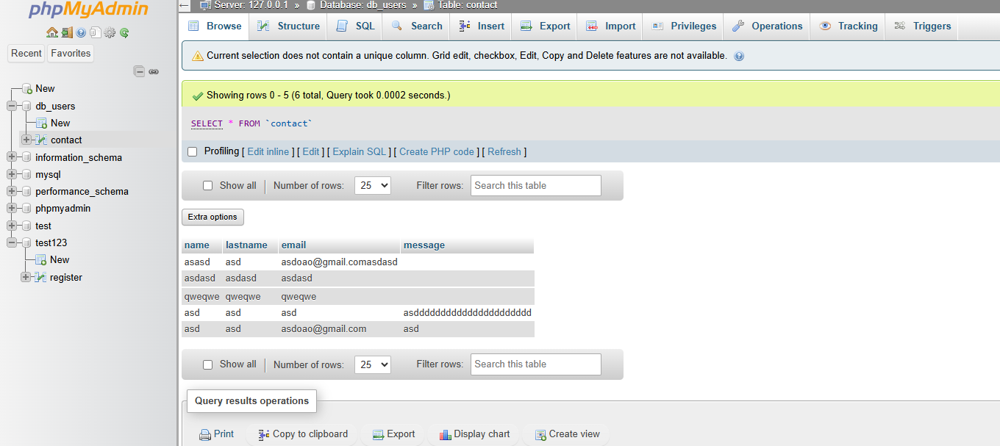 phpMyAdmin
Recent Favorites
New
db_users
New
contact
information_schema
mysql
performance_schema
phpmyadmin
test
test123
New
register
Server: 127.0.0.1 » Database: db_users » Table: contact
Browse Structure SQL Search Insert Export Import Privileges Operations Tracking Triggers
Current selection does not contain a unique column. Grid edit, checkbox, Edit, Copy and Delete features are not available.
Showing rows 0 - 5 (6 total, Query took 0.0002 seconds.)
SELECT * FROM `contact`
Profiling [ Edit inline ] [ Edit ] [ Explain SQL ] [ Create PHP code ] [ Refresh ]
Show all Number of rows: 25 Filter rows: Search this table
Extra options
name lastname email message
asasd asd asdoao@gmail.comasdasd
asdasd asdasd asdasd
qweqwe qweqwe qweqwe
asd asd asd asdddddddddddddddddddddd
asd asd asdoao@gmail.com asd
Show all Number of rows: 25 Filter rows: Search this table
Query results operations
Print Copy to clipboard Export Display chart Create view